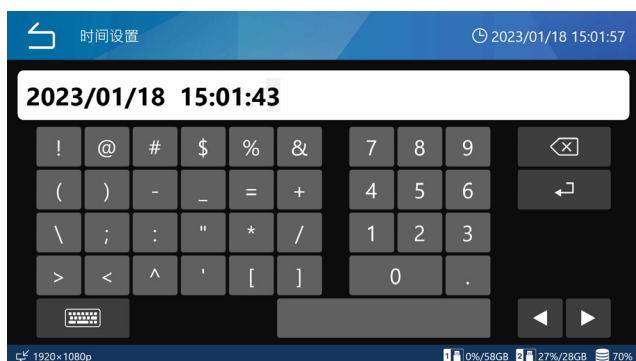 时间设置 2023/01/18 15:01:57
2023/01/18 15:01:43
! @ # $ % & 7 8 9
( ) - _ = + 4 5 6
\ ; : " * / 1 2 3
> < ^ ' [ ] 0 .
1920×1080p 1 0%/58GB 2 27%/28GB 70%